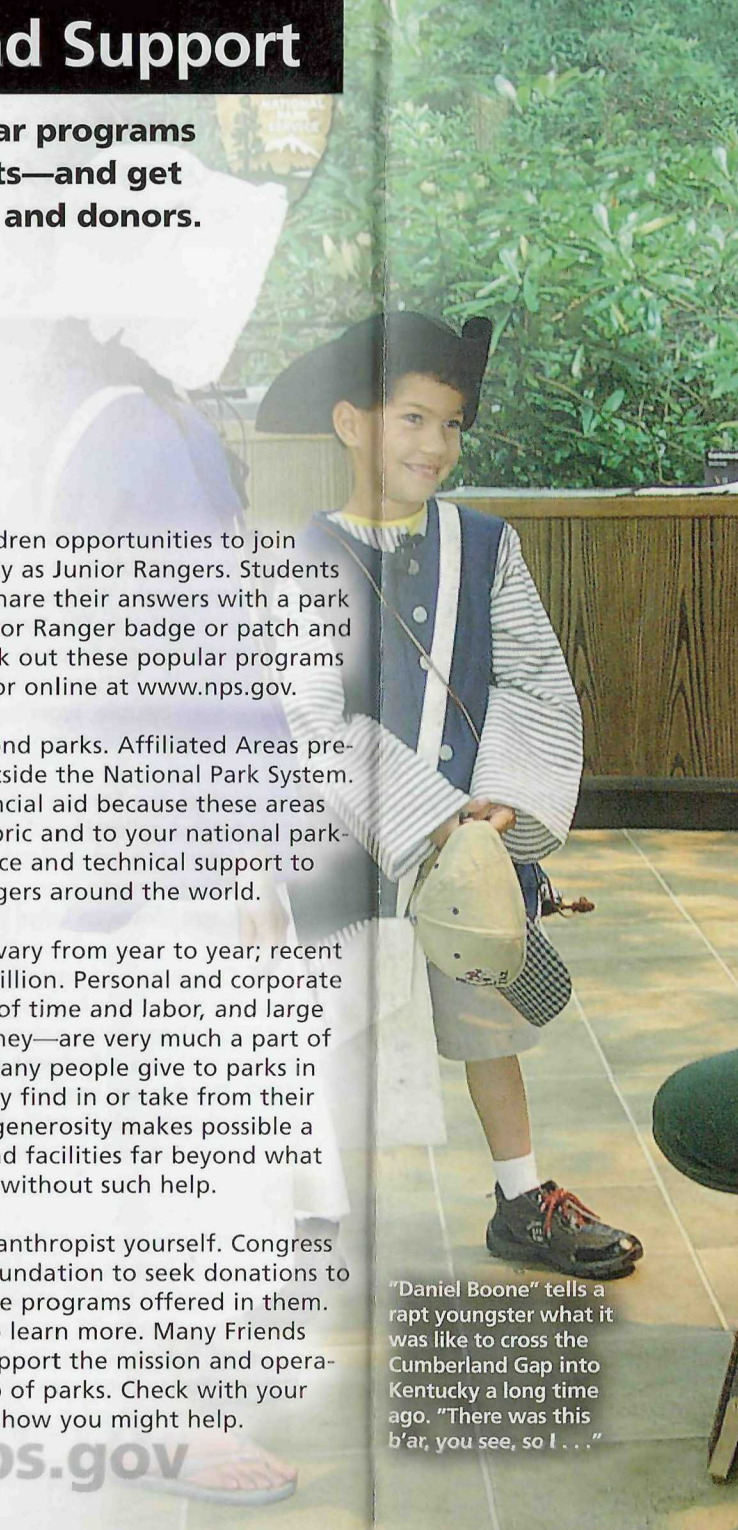 d Support
ar programs
ts—and get
and donors.
NATIONAL
PARK
SERVICE
dren opportunities to join
y as Junior Rangers. Students
hare their answers with a park
or Ranger badge or patch and
k out these popular programs
or online at www.nps.gov.
ond parks. Affiliated Areas pre-
tside the National Park System.
ncial aid because these areas
bric and to your national park-
ce and technical support to
gers around the world.
vary from year to year; recent
illion. Personal and corporate
of time and labor, and large
ney—are very much a part of
any people give to parks in
y find in or take from their
generosity makes possible a
d facilities far beyond what
without such help.
anthropist yourself. Congress
undation to seek donations to
e programs offered in them.
learn more. Many Friends
pport the mission and opera-
of parks. Check with your
how you might help.
ps.gov
"Daniel Boone" tells a
rapt youngster what it
was like to cross the
Cumberland Gap into
Kentucky a long time
ago. "There was this
b'ar, you see, so I . . ."